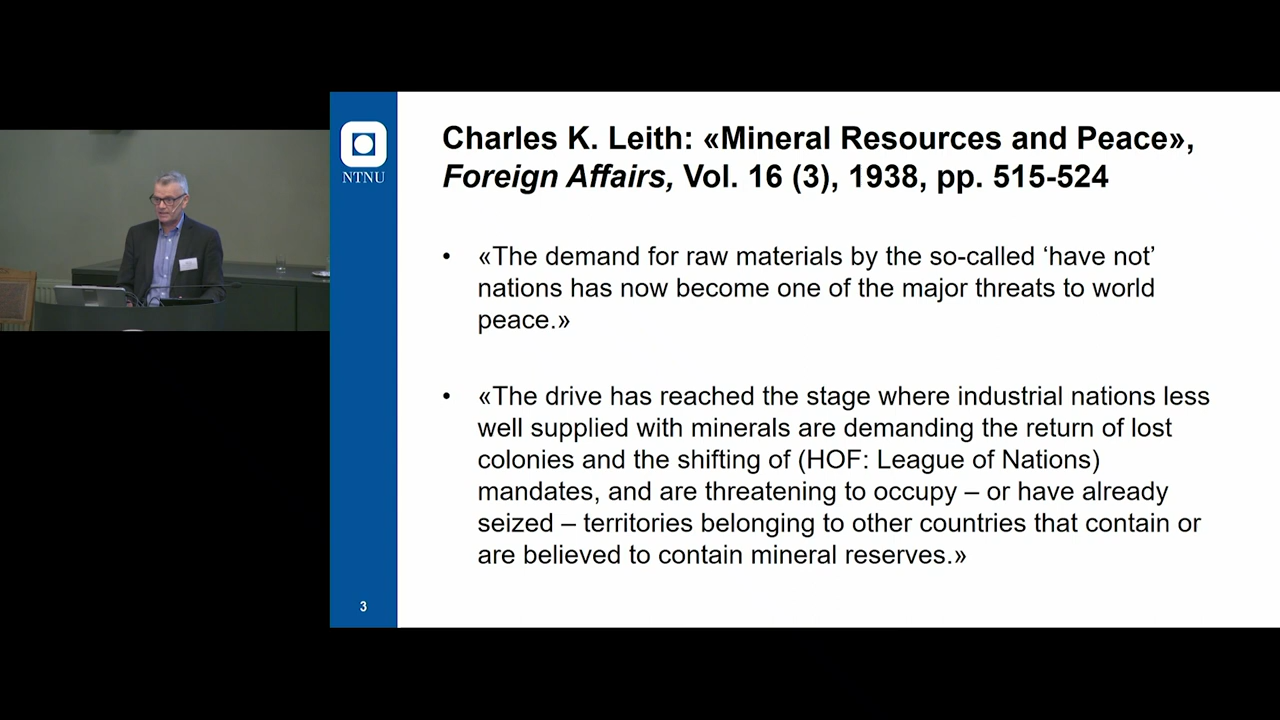 NTNU
Charles K. Leith: «Mineral Resources and Peace»,
Foreign Affairs, Vol. 16 (3), 1938, pp. 515-524
• «The demand for raw materials by the so-called ‘have not’
nations has now become one of the major threats to world
peace.»
• «The drive has reached the stage where industrial nations less
well supplied with minerals are demanding the return of lost
colonies and the shifting of (HOF: League of Nations)
mandates, and are threatening to occupy – or have already
seized – territories belonging to other countries that contain or
are believed to contain mineral reserves.»
3